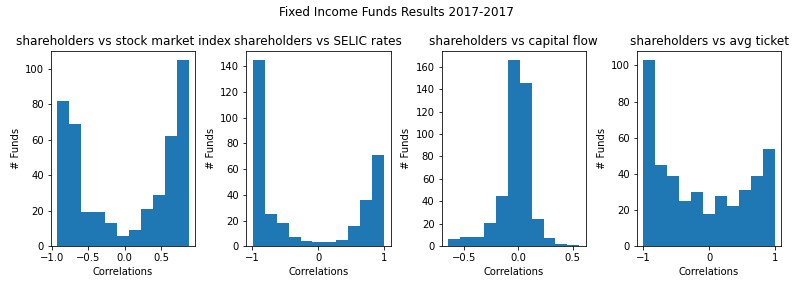 Fixed Income Funds Results 2017-2017
shareholders vs stock market index
# Funds
100
80
60
40
20
0
−1.0 −0.5 0.0 0.5
Correlations
shareholders vs SELIC rates
# Funds
140
120
100
80
60
40
20
0
−1 0 1
Correlations
shareholders vs capital flow
# Funds
160
140
120
100
80
60
40
20
0
−0.5 0.0 0.5
Correlations
shareholders vs avg ticket
# Funds
100
80
60
40
20
0
−1 0 1
Correlations